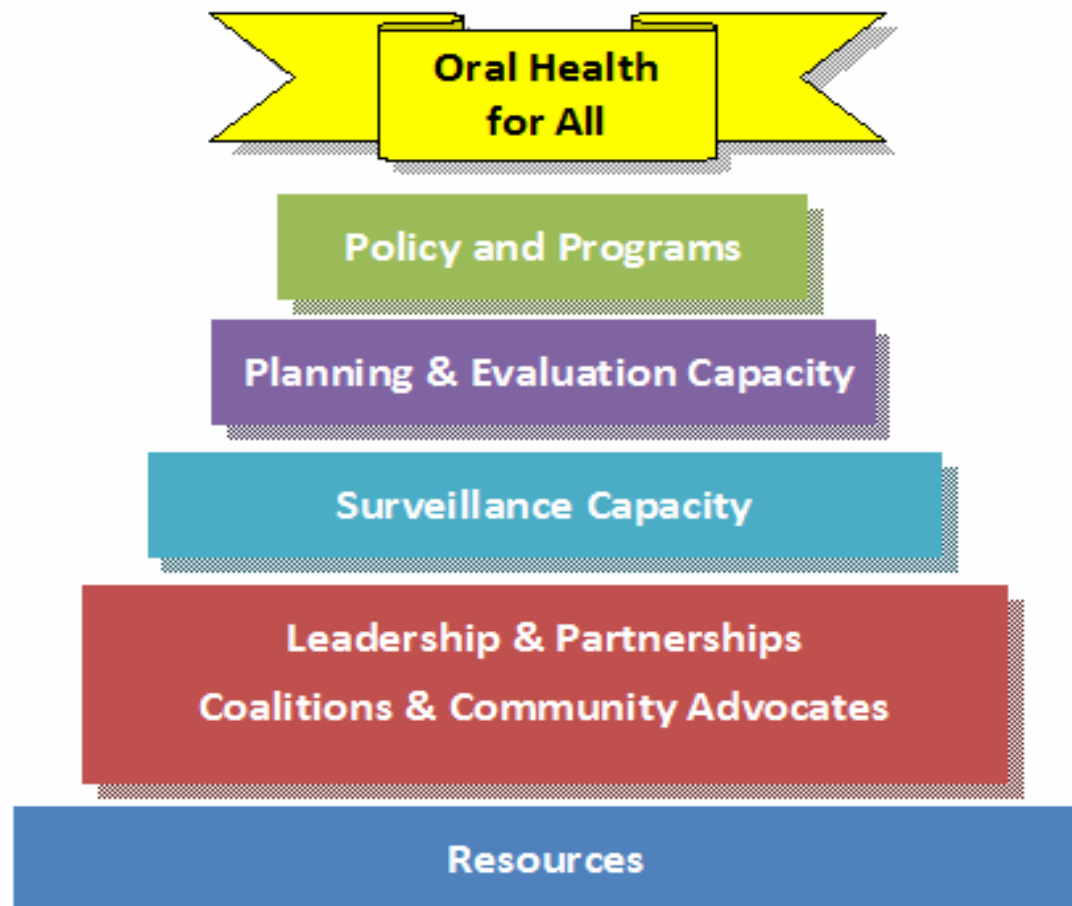 Oral Health
for All
Policy and Programs
Planning & Evaluation Capacity
Surveillance Capacity
Leadership & Partnerships
Coalitions & Community Advocates
Resources